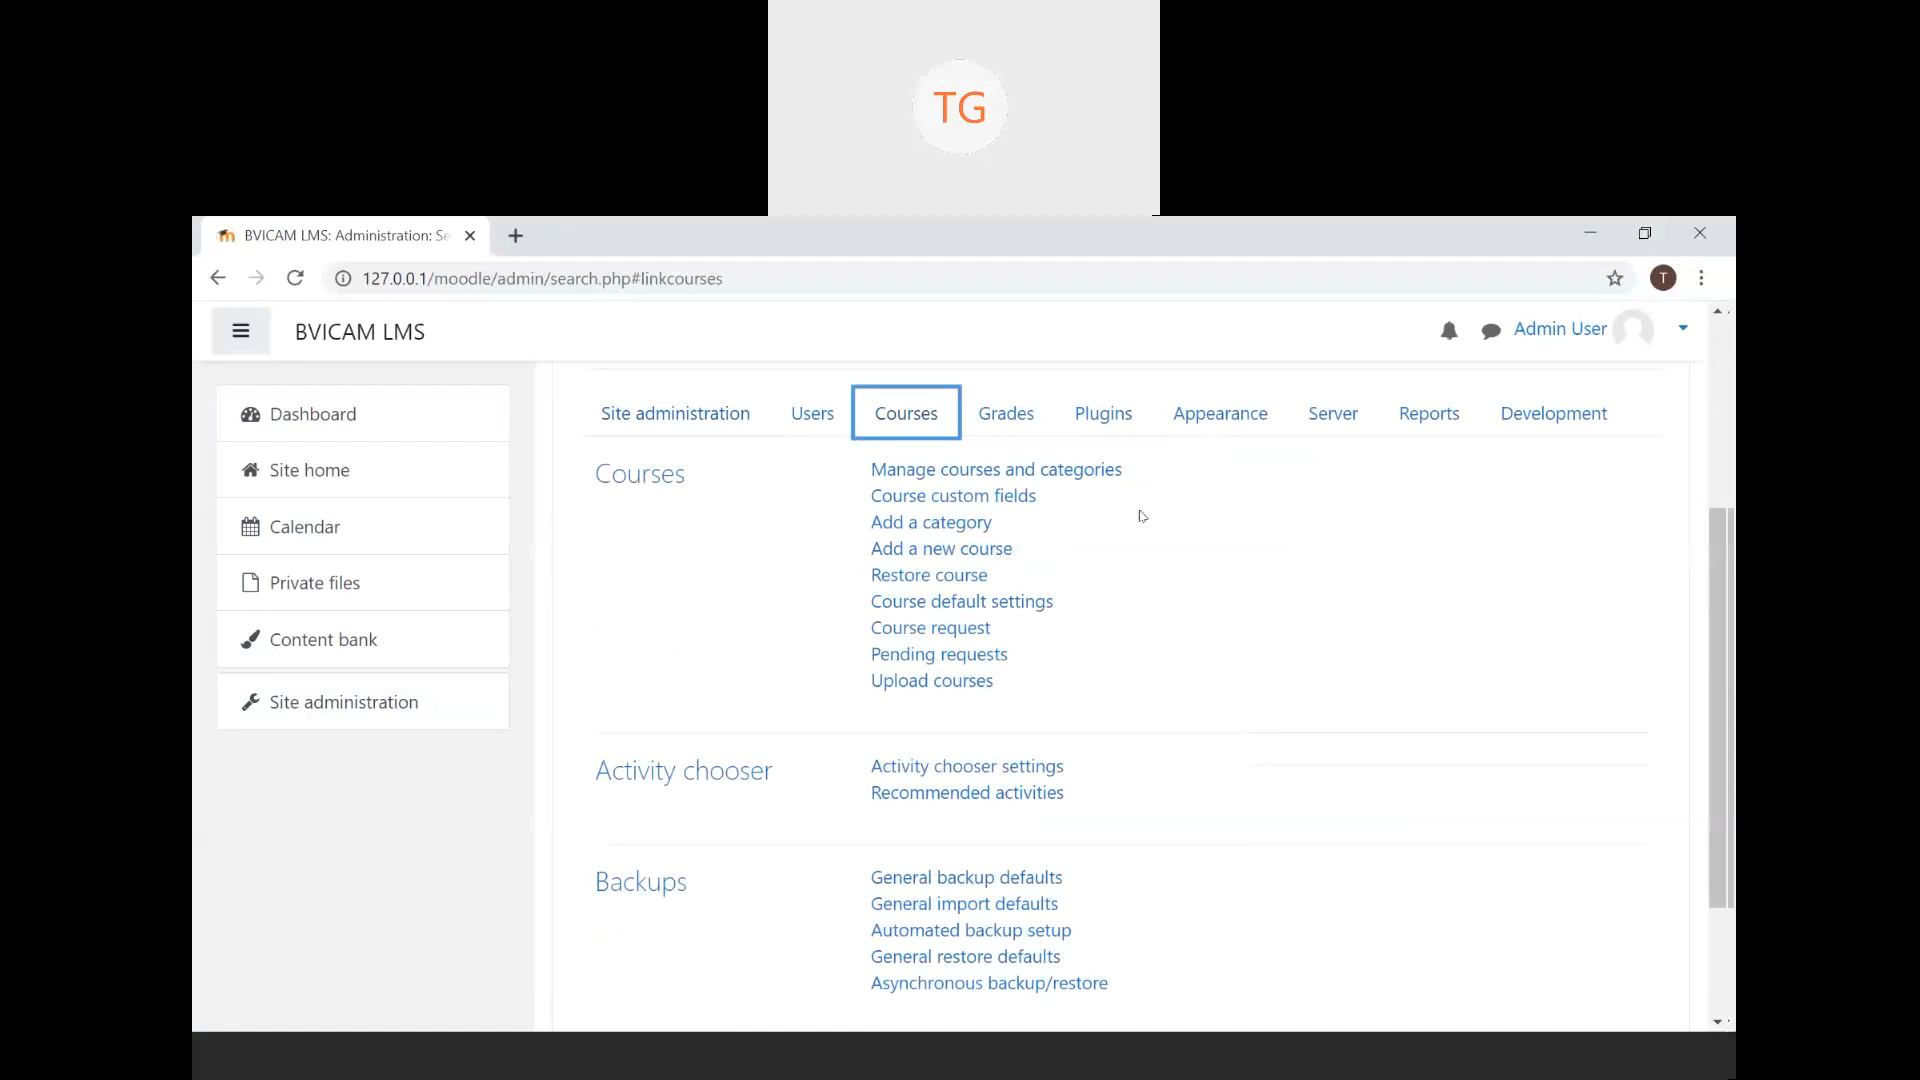 TG
BVICAM LMS: Administration: Se
127.0.0.1/moodle/admin/search.php#linkcourses
T
BVICAM LMS
Admin User
Dashboard
Site home
Calendar
Private files
Content bank
Site administration
Site administration Users Courses Grades Plugins Appearance Server Reports Development
Courses
Manage courses and categories
Course custom fields
Add a category
Add a new course
Restore course
Course default settings
Course request
Pending requests
Upload courses
Activity chooser
Activity chooser settings
Recommended activities
Backups
General backup defaults
General import defaults
Automated backup setup
General restore defaults
Asynchronous backup/restore